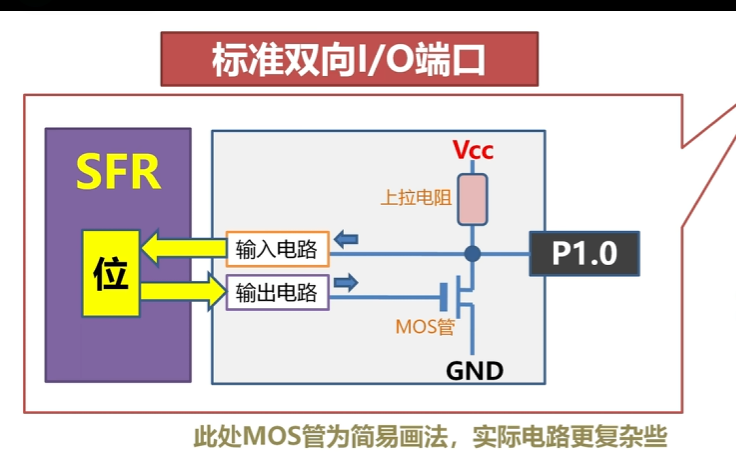 标准双向I/O端口
SFR
Vcc
上拉电阻
输入电路
P1.0
位
输出电路
MOS管
GND
此处MOS管为简易画法，实际电路更复杂些